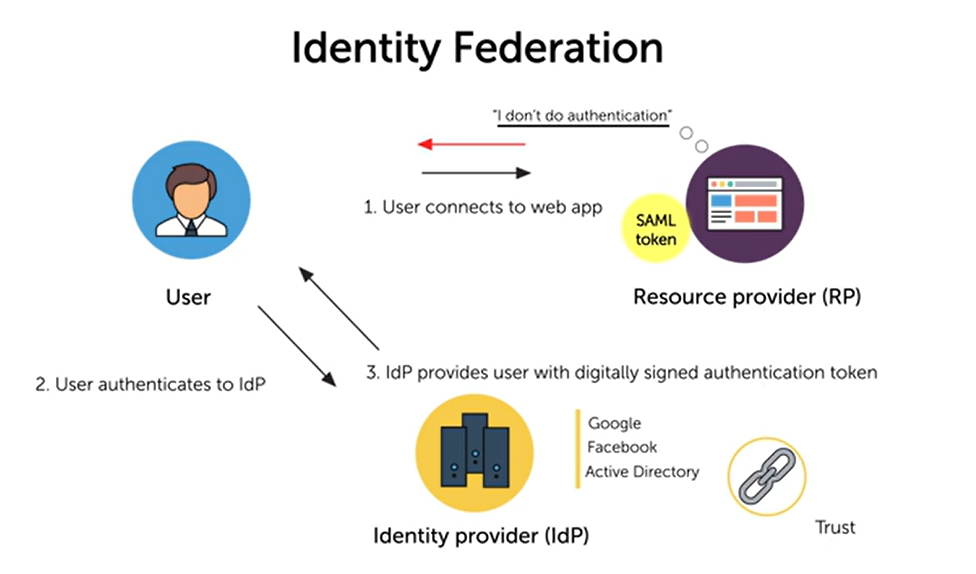 Identity Federation
"I don't do authentication"
1. User connects to web app
SAML
token
User
Resource provider (RP)
2. User authenticates to IdP
3. IdP provides user with digitally signed authentication token
Google
Facebook
Active Directory
Trust
Identity provider (IdP)